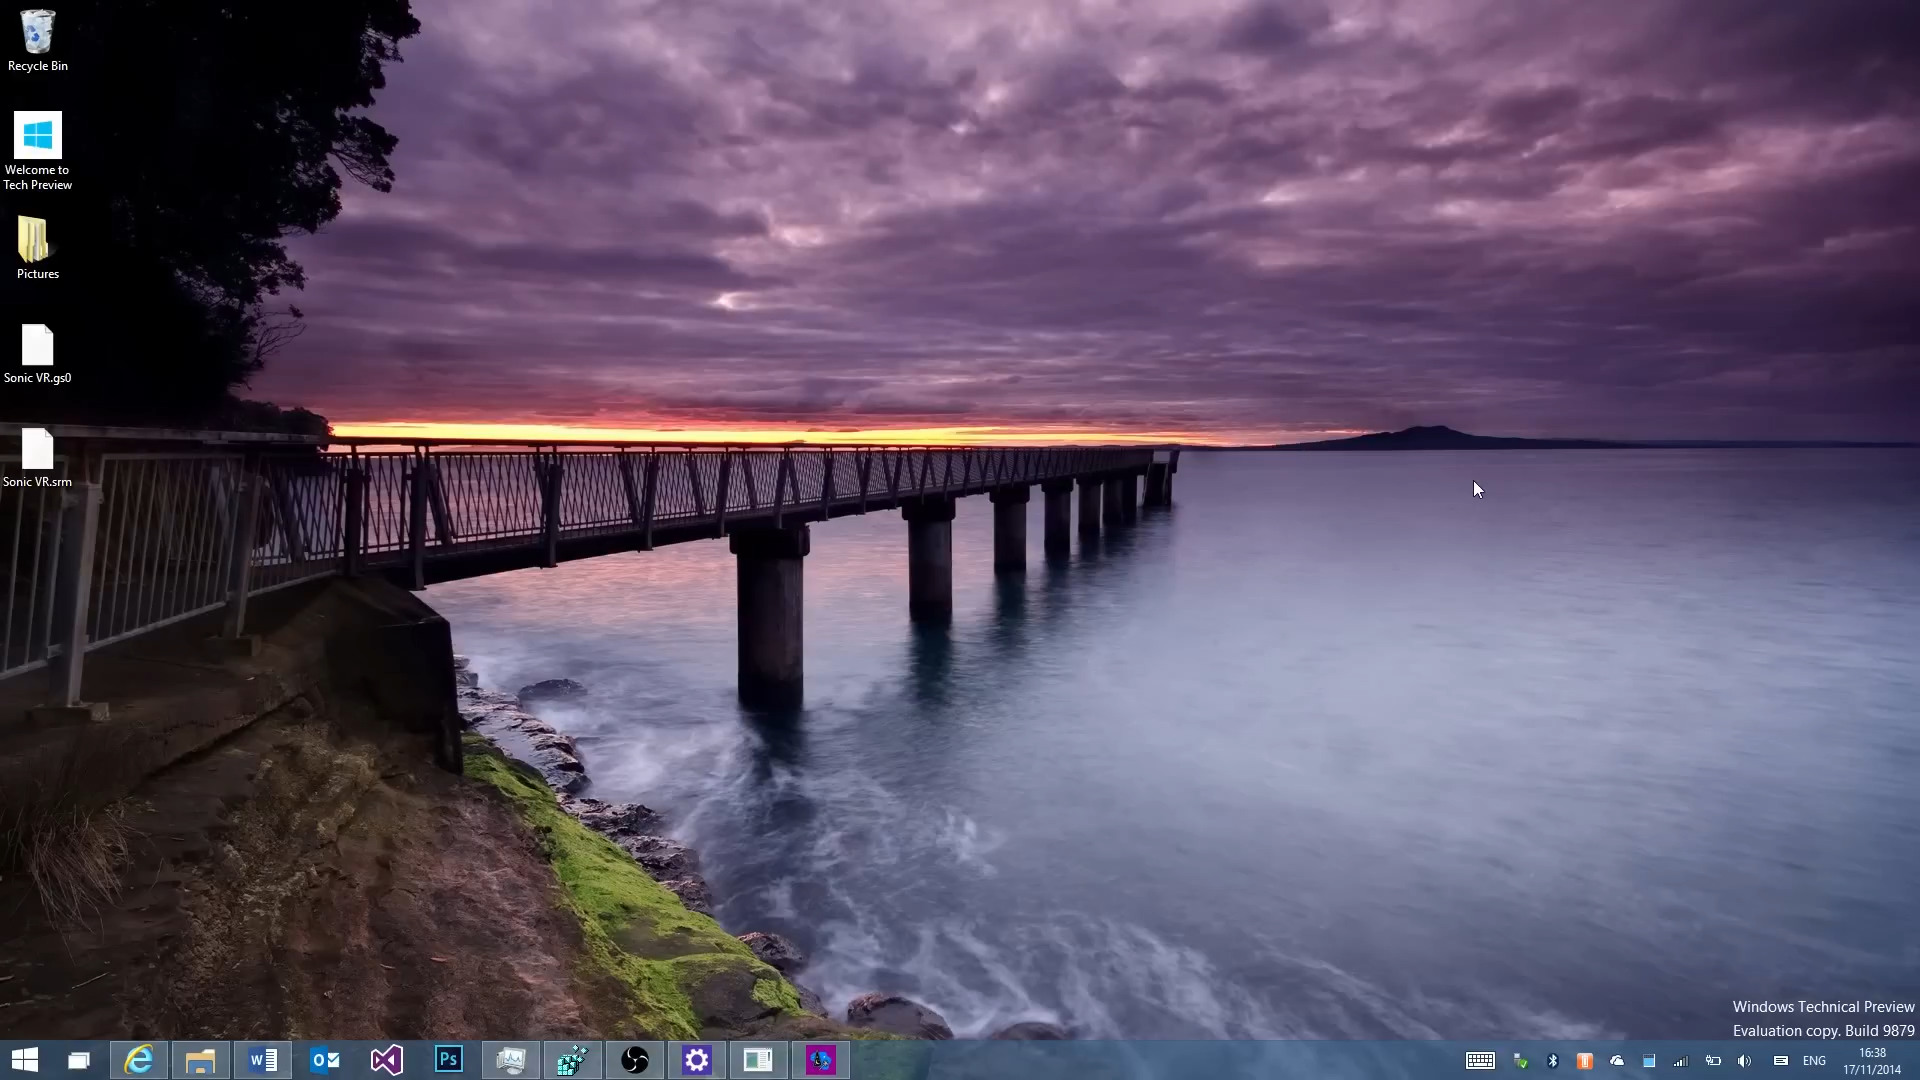 Recycle Bin
Welcome to
Tech Preview
Pictures
Sonic VR.gs0
Sonic VR.srm
Windows Technical Preview
Evaluation copy. Build 9879
Ps
ENG
16:38
17/11/2014